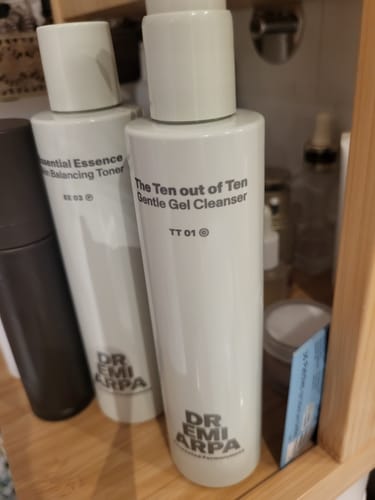 Essential Essence
Balancing Toner
EE 03 Ⓟ
DR
EMI
ARPA
The Ten out of Ten
Gentle Gel Cleanser
TT 01 ©
DR
EMI
ARPA